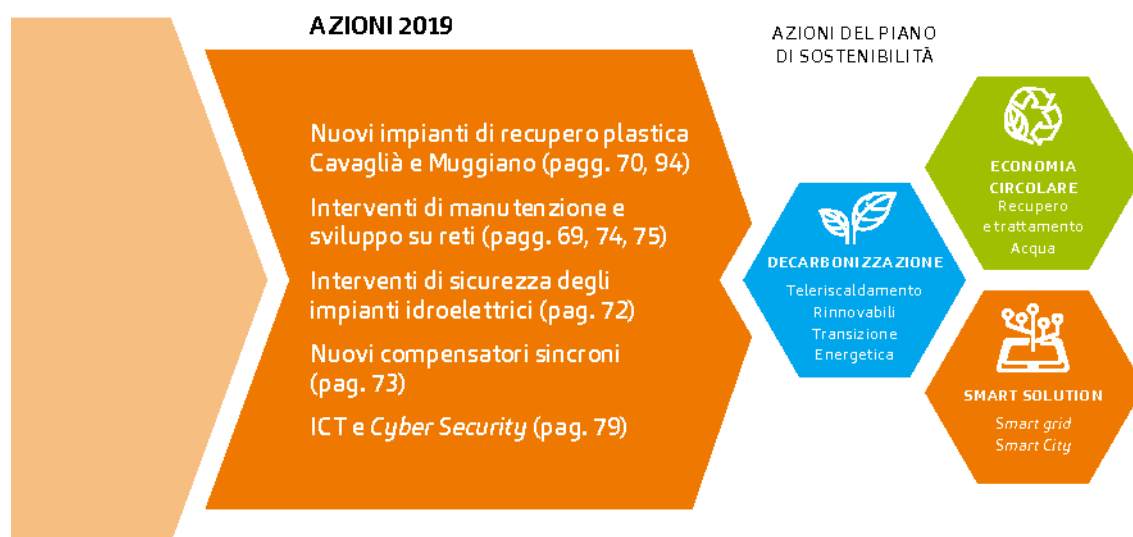 AZIONI 2019
Nuovi impianti di recupero plastica
Cavaglià e Muggiano (pagg. 70, 94)
Interventi di manutenzione e
sviluppo su reti (pagg. 69, 74, 75)
Interventi di sicurezza degli
impianti idroelettrici (pag. 72)
Nuovi compensatori sincroni
(pag. 73)
ICT e Cyber Security (pag. 79)
AZIONI DEL PIANO
DI SOSTENIBILITÀ
DECARBONIZZAZIONE
Teleriscaldamento
Rinnovabili
Transizione
Energetica
ECONOMIA
CIRCOLARE
Recupero
e trattamento
Acqua
SMART SOLUTION
Smart grid
Smart City